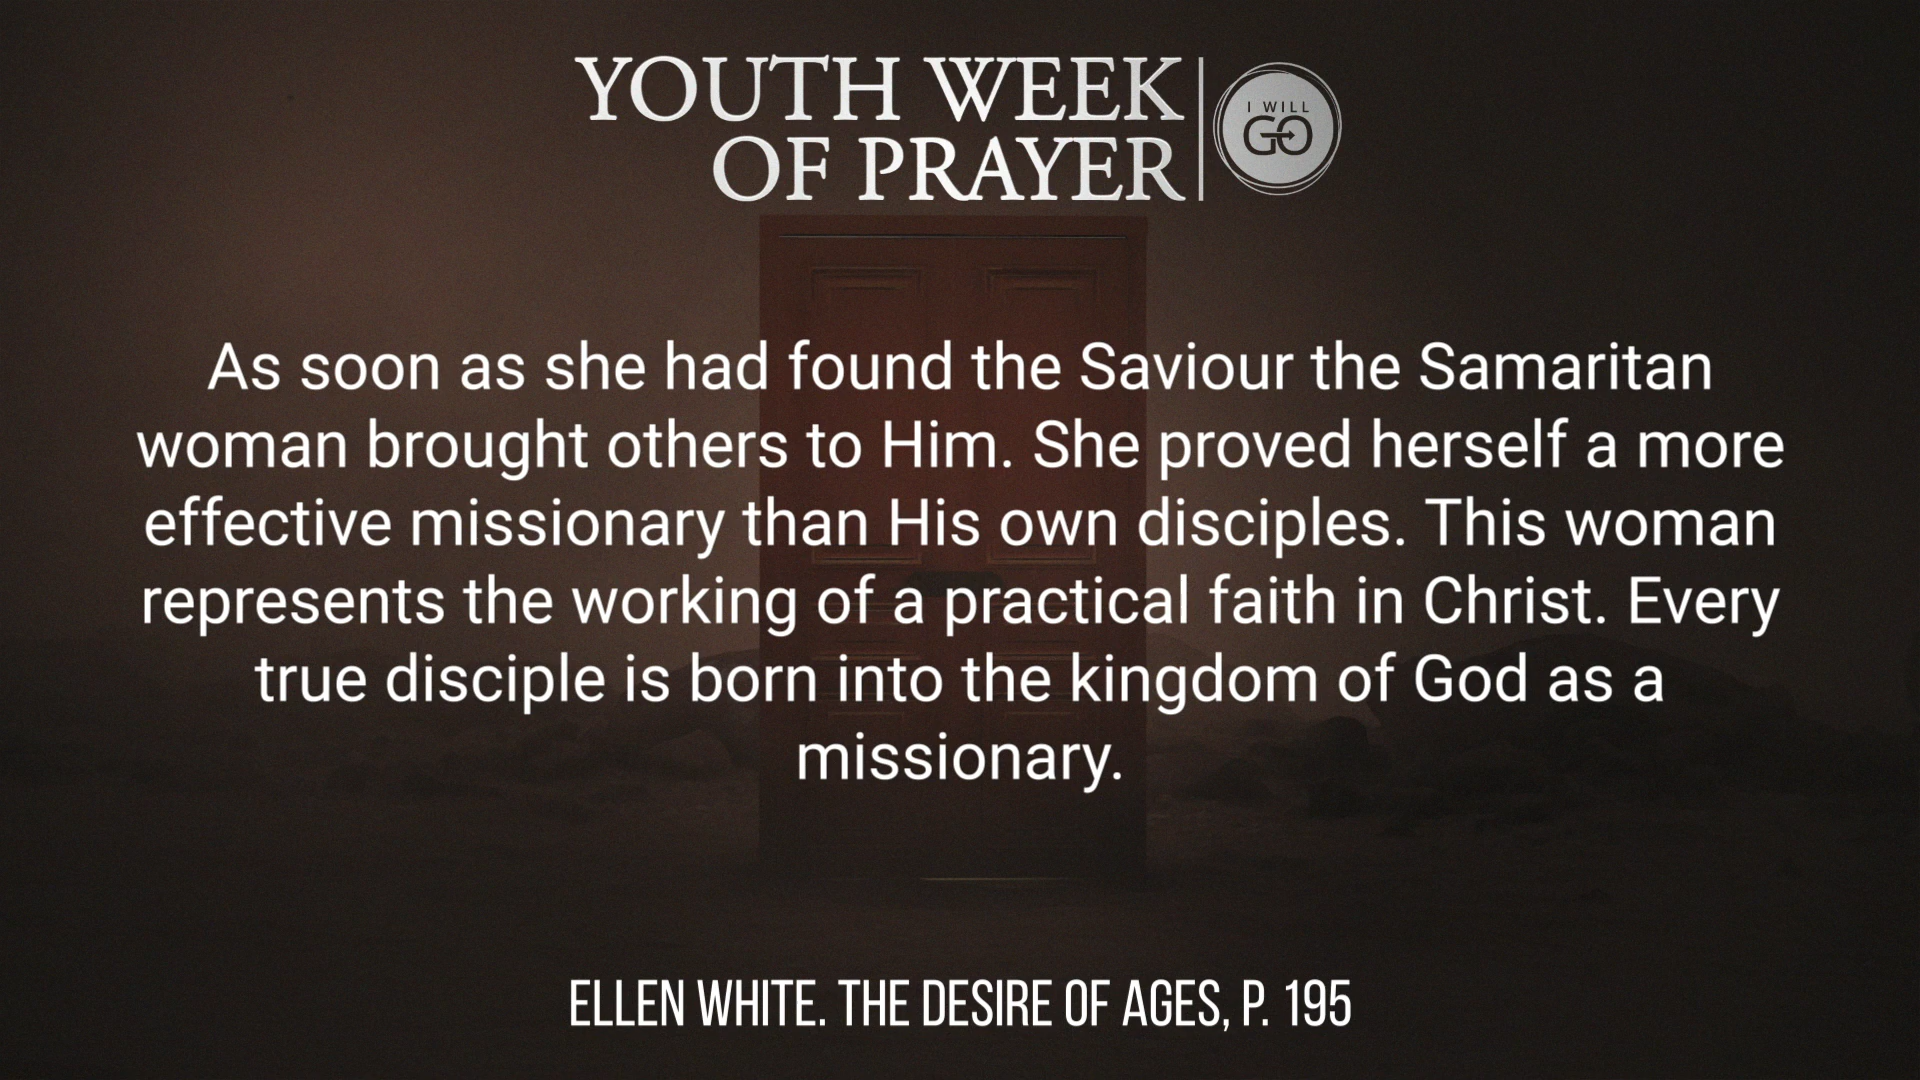 YOUTH WEEK
OF PRAYER
I WILL
GO
As soon as she had found the Saviour the Samaritan
woman brought others to Him. She proved herself a more
effective missionary than His own disciples. This woman
represents the working of a practical faith in Christ. Every
true disciple is born into the kingdom of God as a
missionary.
ELLEN WHITE. THE DESIRE OF AGES, P. 195